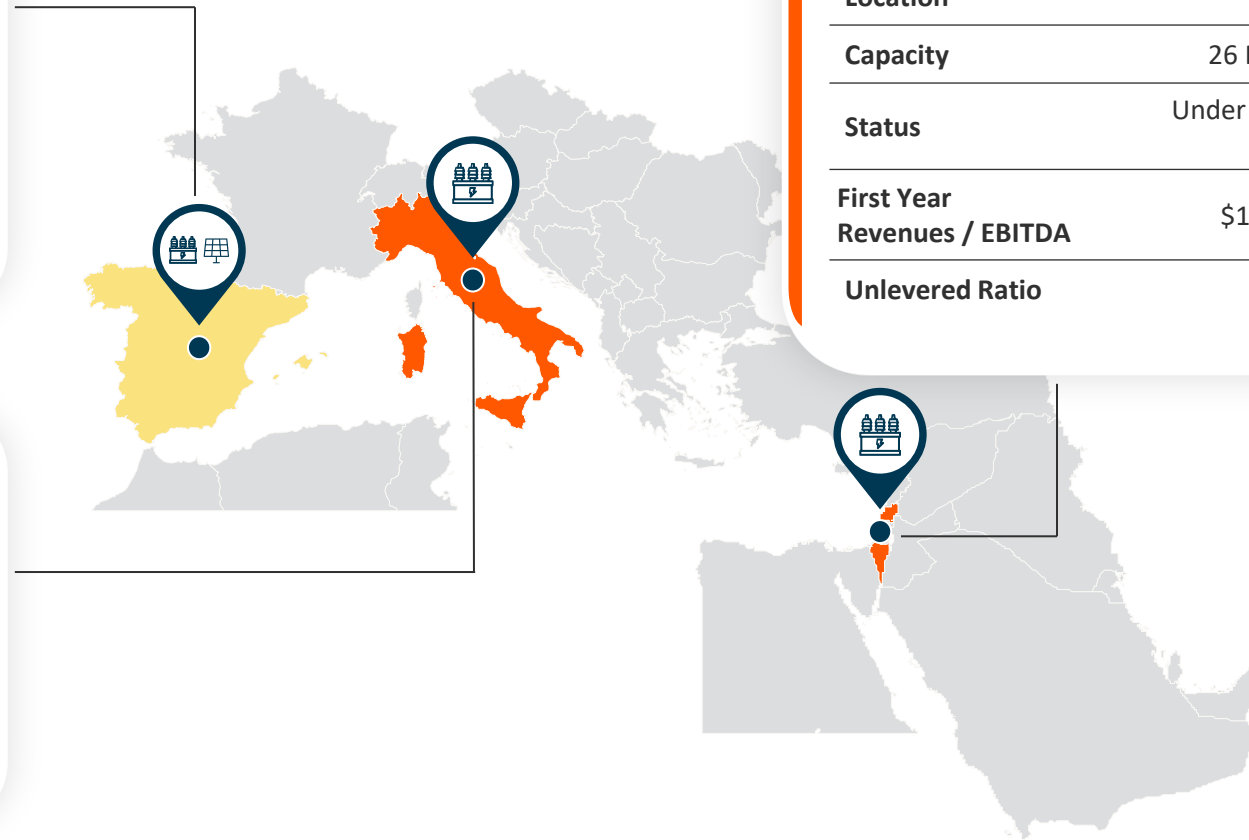 Location
Capacity 26
Status Under
First Year
Revenues / EBITDA $1
Unlevered Ratio